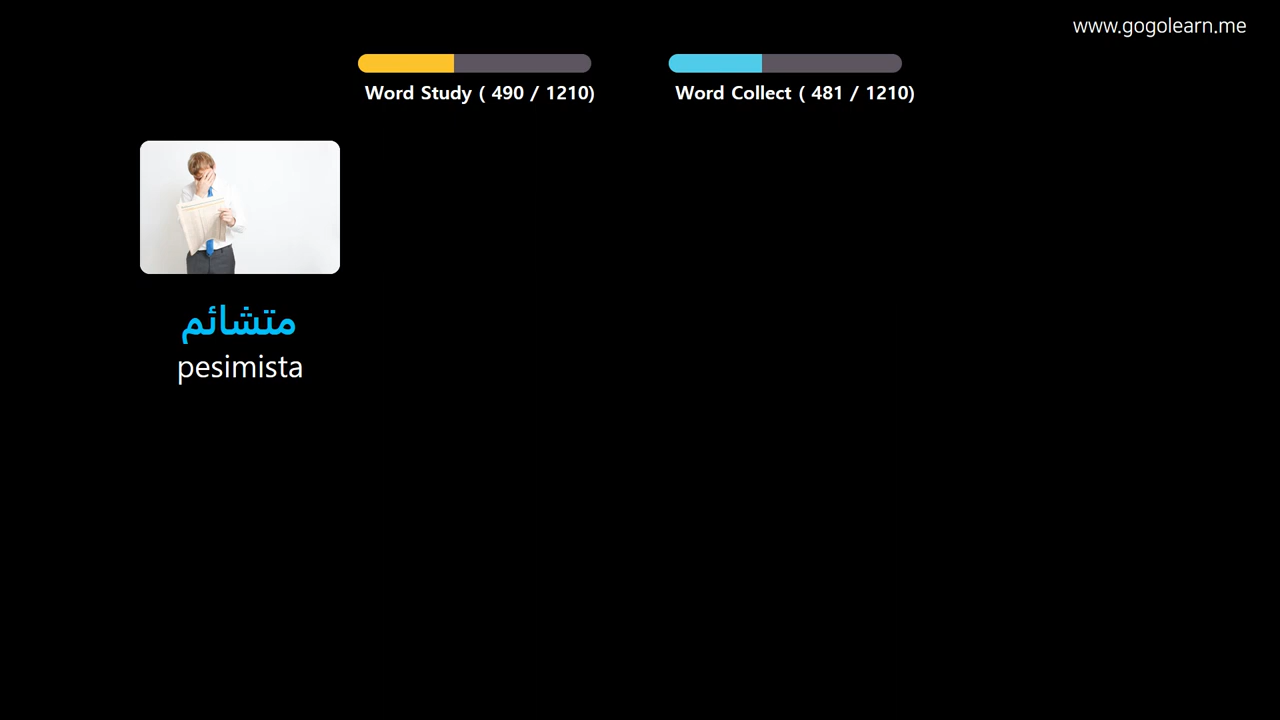 www.gogolearn.me
Word Study ( 490 / 1210)
Word Collect ( 481 / 1210)
متشائم
pesimista